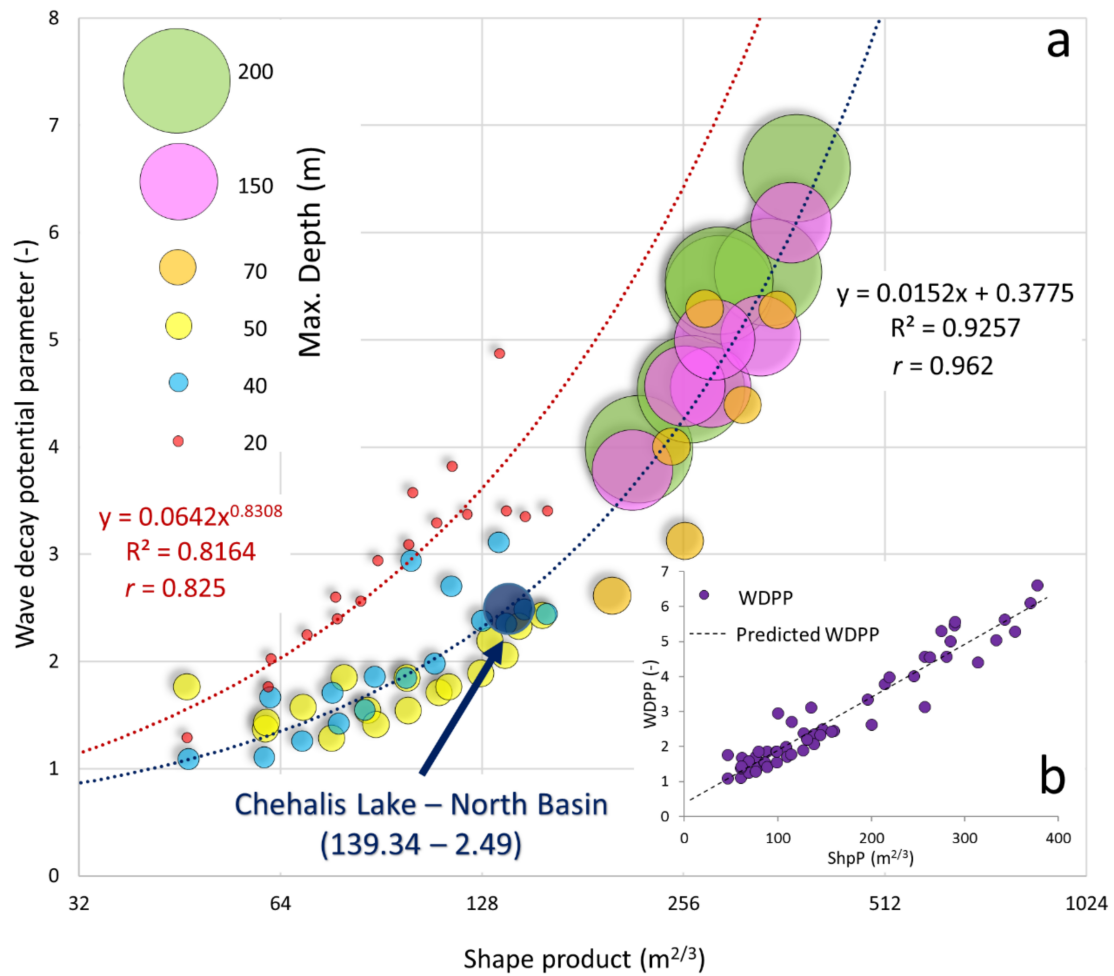 a
8
7
6
5
4
3
2
1
0
Wave decay potential parameter (-)
200
150
70
50
40
20
Max. Depth (m)
y = 0.0152x + 0.3775
R² = 0.9257
r = 0.962
y = 0.0642x^0.8308
R² = 0.8164
r = 0.825
Chehalis Lake – North Basin
(139.34 – 2.49)
7
6
5
4
3
2
1
0
WDPP (-)
WDPP
Predicted WDPP
b
0 100 200 300 400
ShpP (m^2/3)
32 64 128 256 512 1024
Shape product (m^2/3)